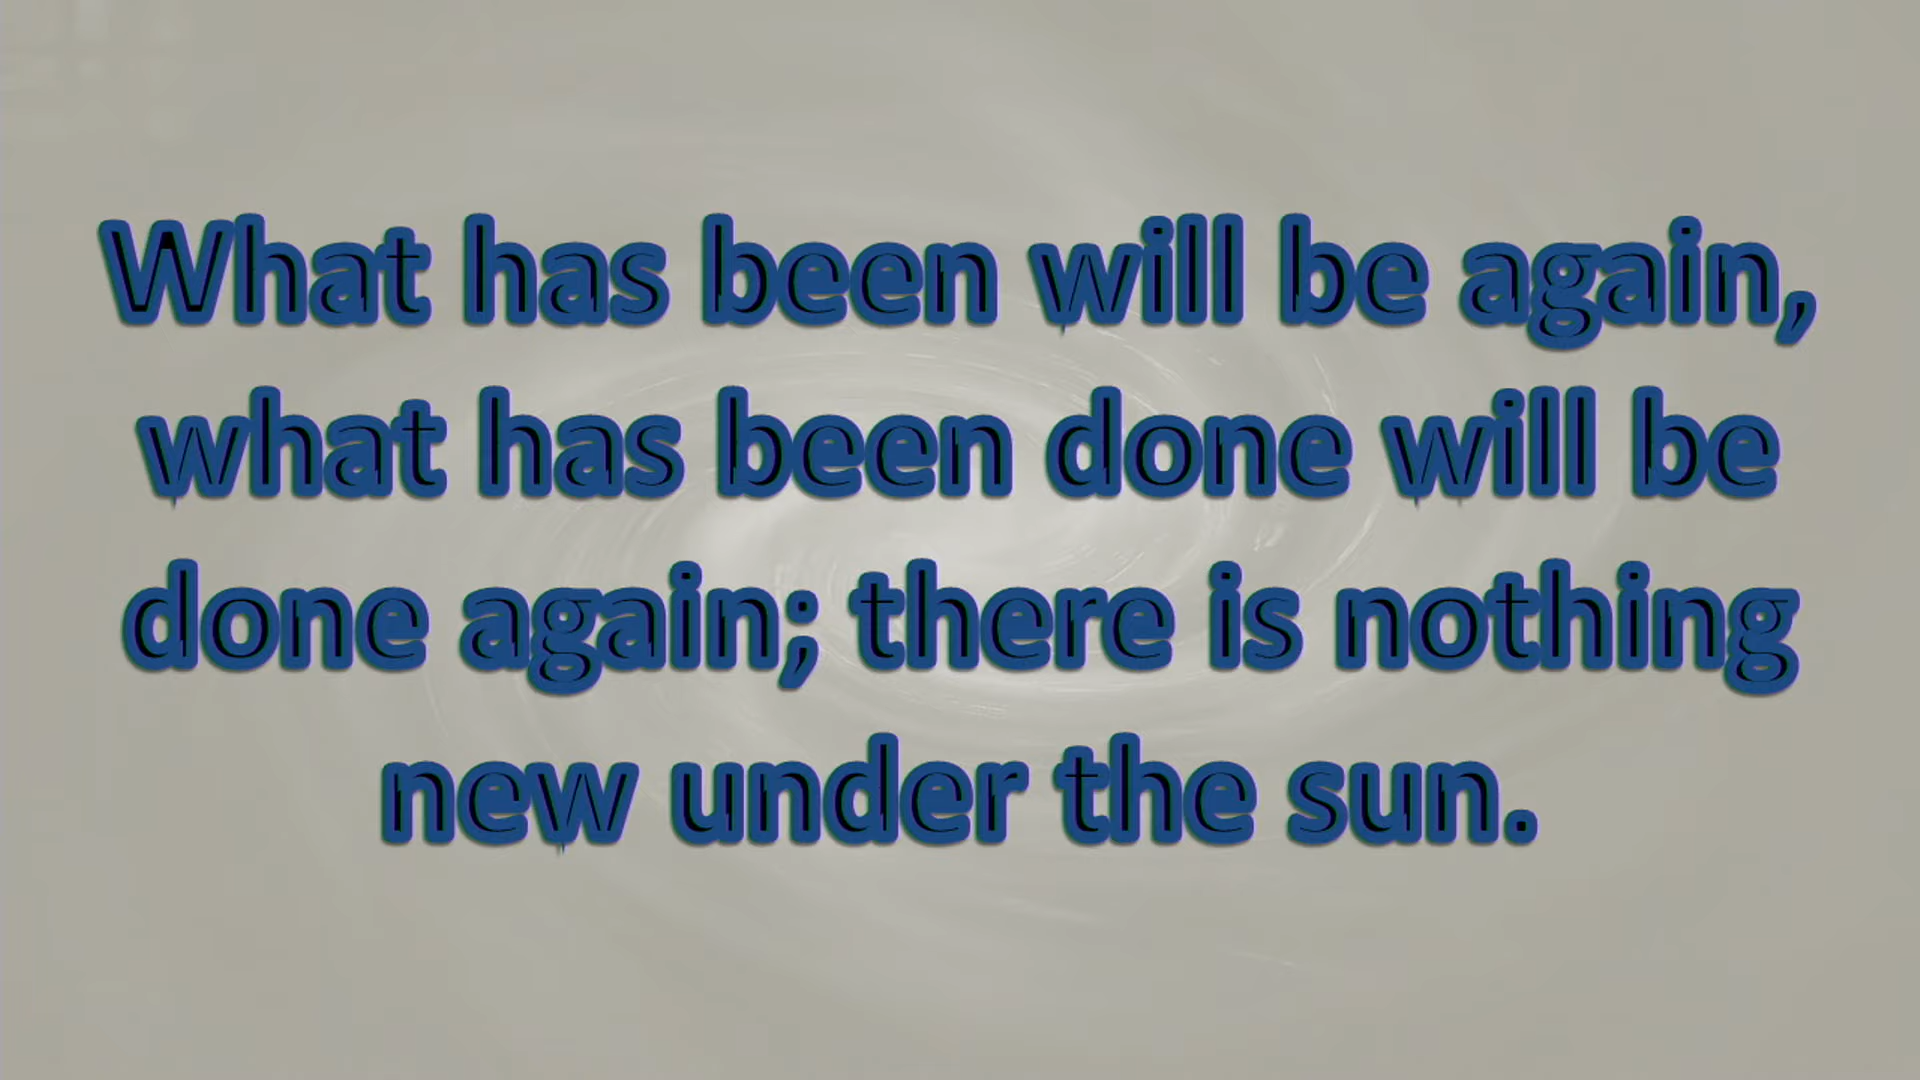 What has been will be again,
what has been done will be
done again; there is nothing
new under the sun.